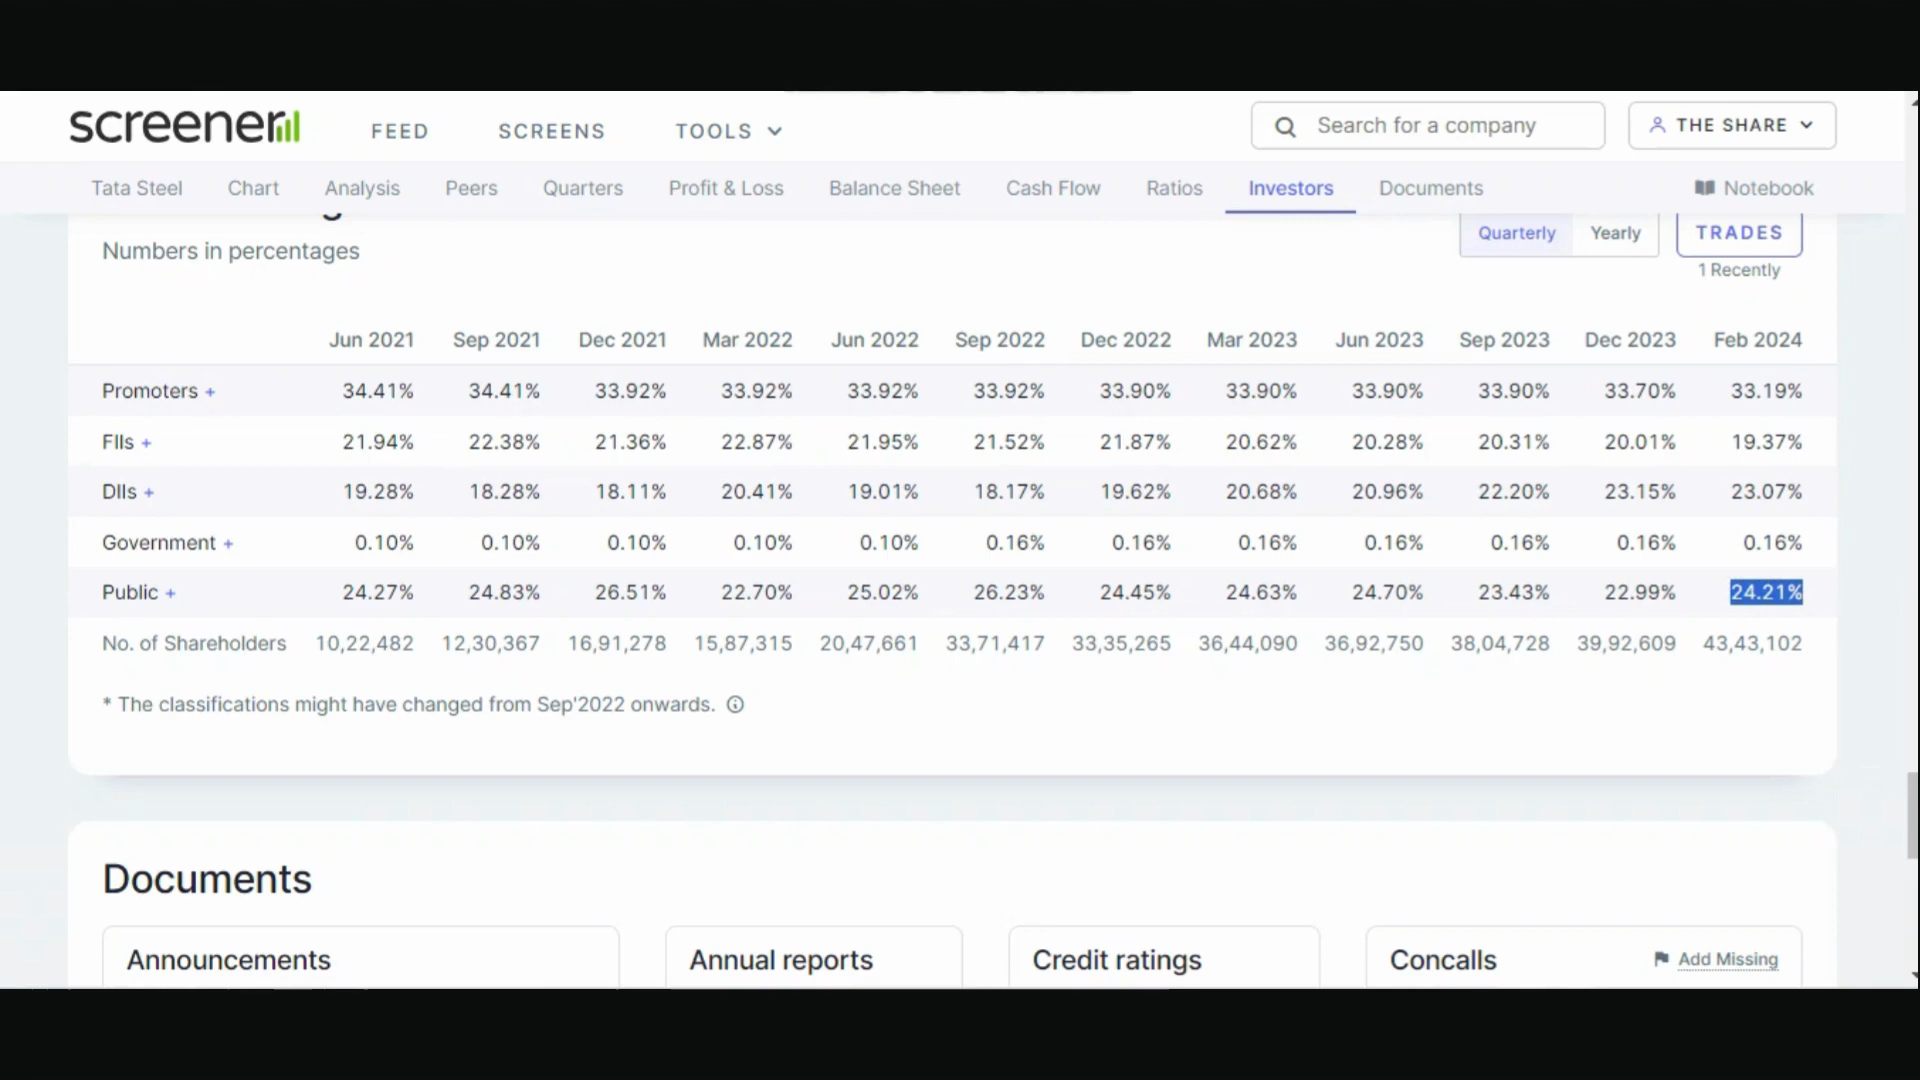 screener
FEED SCREENS TOOLS
Search for a company
THE SHARE
Tata Steel Chart Analysis Peers Quarters Profit & Loss Balance Sheet Cash Flow Ratios Investors Documents Notebook
Numbers in percentages
Quarterly Yearly TRADES
1 Recently
Jun 2021 Sep 2021 Dec 2021 Mar 2022 Jun 2022 Sep 2022 Dec 2022 Mar 2023 Jun 2023 Sep 2023 Dec 2023 Feb 2024
Promoters + 34.41% 34.41% 33.92% 33.92% 33.92% 33.92% 33.90% 33.90% 33.90% 33.90% 33.70% 33.19%
FIIs + 21.94% 22.38% 21.36% 22.87% 21.95% 21.52% 21.87% 20.62% 20.28% 20.31% 20.01% 19.37%
DIIs + 19.28% 18.28% 18.11% 20.41% 19.01% 18.17% 19.62% 20.68% 20.96% 22.20% 23.15% 23.07%
Government + 0.10% 0.10% 0.10% 0.10% 0.10% 0.16% 0.16% 0.16% 0.16% 0.16% 0.16% 0.16%
Public + 24.27% 24.83% 26.51% 22.70% 25.02% 26.23% 24.45% 24.63% 24.70% 23.43% 22.99% 24.21%
No. of Shareholders 10,22,482 12,30,367 16,91,278 15,87,315 20,47,661 33,71,417 33,35,265 36,44,090 36,92,750 38,04,728 39,92,609 43,43,102
* The classifications might have changed from Sep'2022 onwards.
Documents
Announcements Annual reports Credit ratings Concalls Add Missing